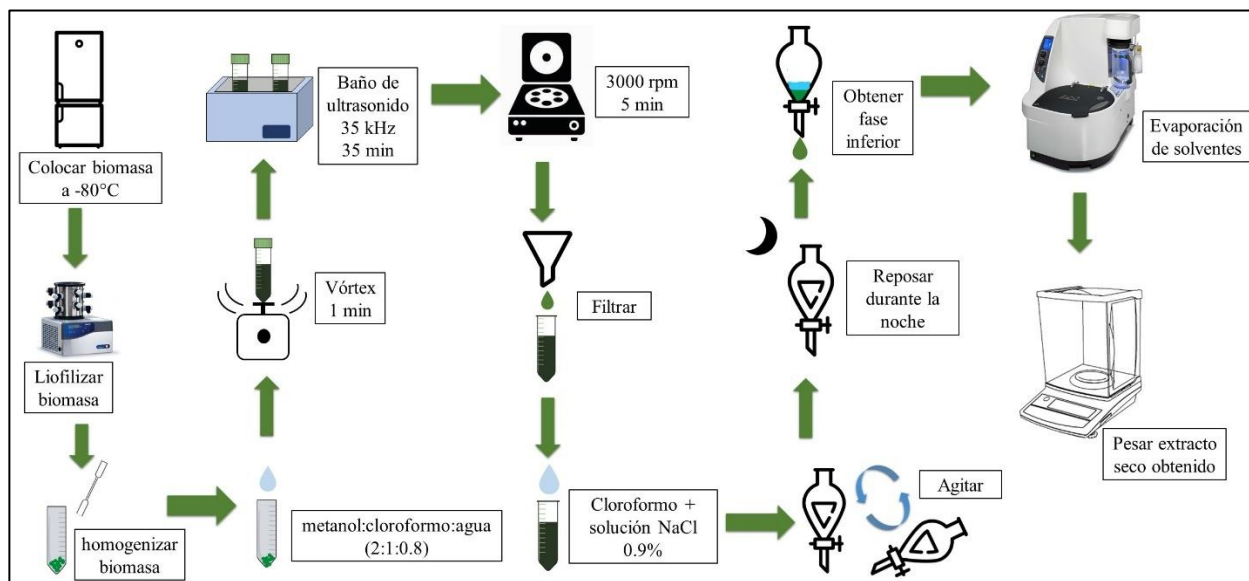 Colocar biomasa
a -80°C
Liofilizar
biomasa
homogenizar
biomasa
metanol:cloroformo:agua
(2:1:0.8)
Vórtex
1 min
Baño de
ultrasonido
35 kHz
35 min
3000 rpm
5 min
Filtrar
Cloroformo +
solución NaCl
0.9%
Agitar
Reposar
durante la
noche
Obtener
fase
inferior
Evaporación
de solventes
Pesar extracto
seco obtenido